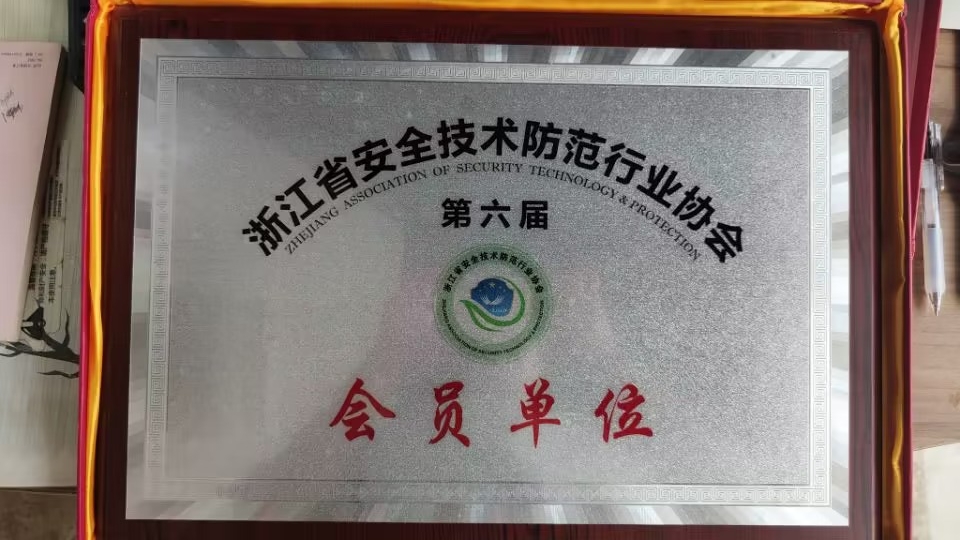 浙江省安全技术防范行业协会
ZHEJIANG ASSOCIATION OF SECURITY TECHNOLOGY & PROTECTION
第六届
浙江省安全技术防范行业协会
会员单位